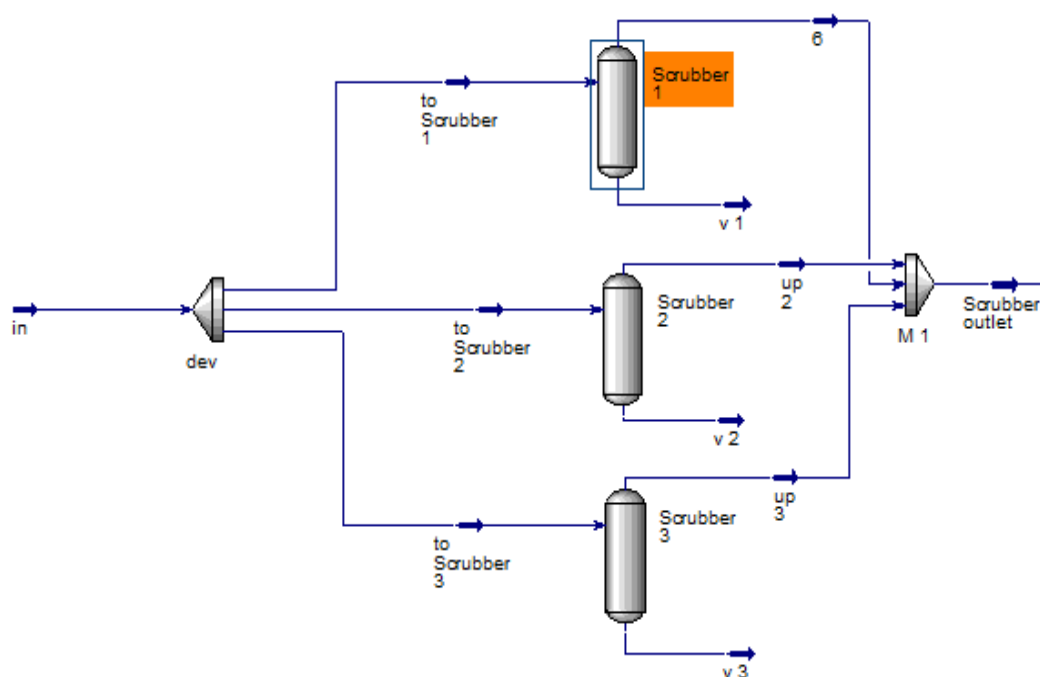 6
to
Scrubber
1
Scrubber
1
v 1
in
dev
to
Scrubber
2
Scrubber
2
up
2
v 2
M 1
Scrubber
outlet
to
Scrubber
3
Scrubber
3
up
3
v 3